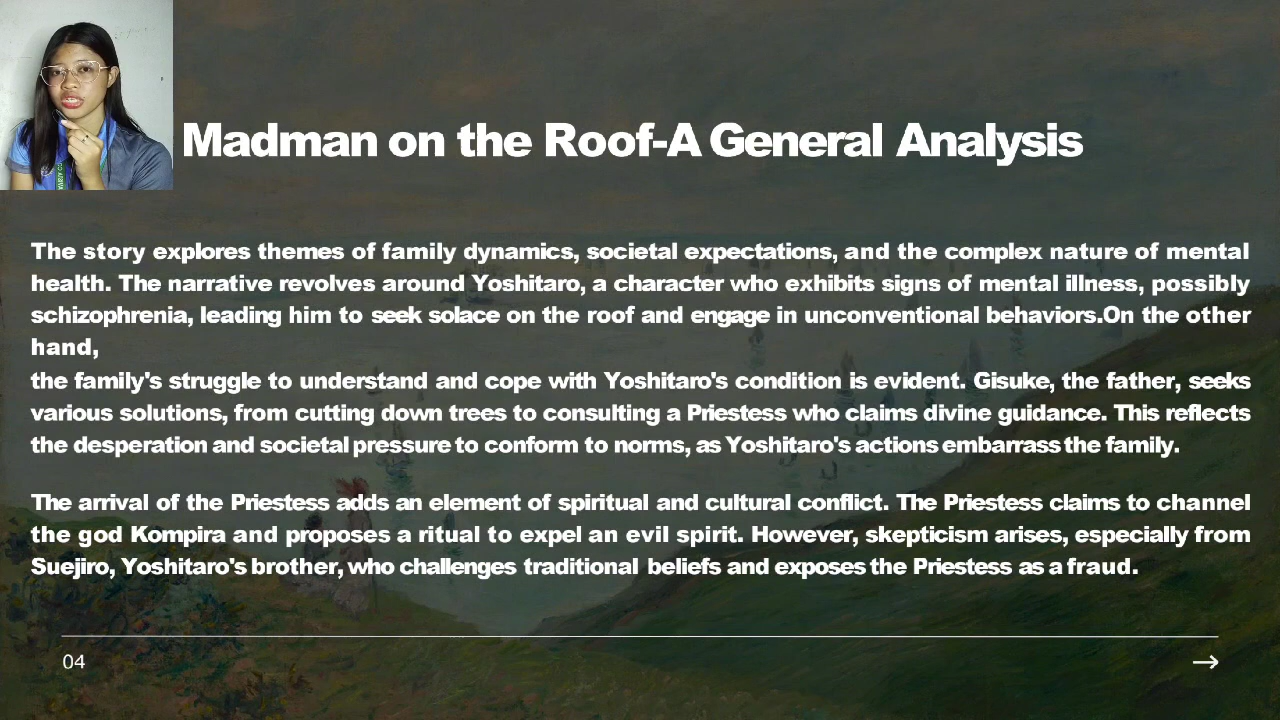 Madman on the Roof-A General Analysis
The story explores themes of family dynamics, societal expectations, and the complex nature of mental
health. The narrative revolves around Yoshitaro, a character who exhibits signs of mental illness, possibly
schizophrenia, leading him to seek solace on the roof and engage in unconventional behaviors.On the other
hand,
the family's struggle to understand and cope with Yoshitaro's condition is evident. Gisuke, the father, seeks
various solutions, from cutting down trees to consulting a Priestess who claims divine guidance. This reflects
the desperation and societal pressure to conform to norms, as Yoshitaro's actions embarrass the family.
The arrival of the Priestess adds an element of spiritual and cultural conflict. The Priestess claims to channel
the god Kompira and proposes a ritual to expel an evil spirit. However, skepticism arises, especially from
Suejiro, Yoshitaro's brother, who challenges traditional beliefs and exposes the Priestess as a fraud.
04